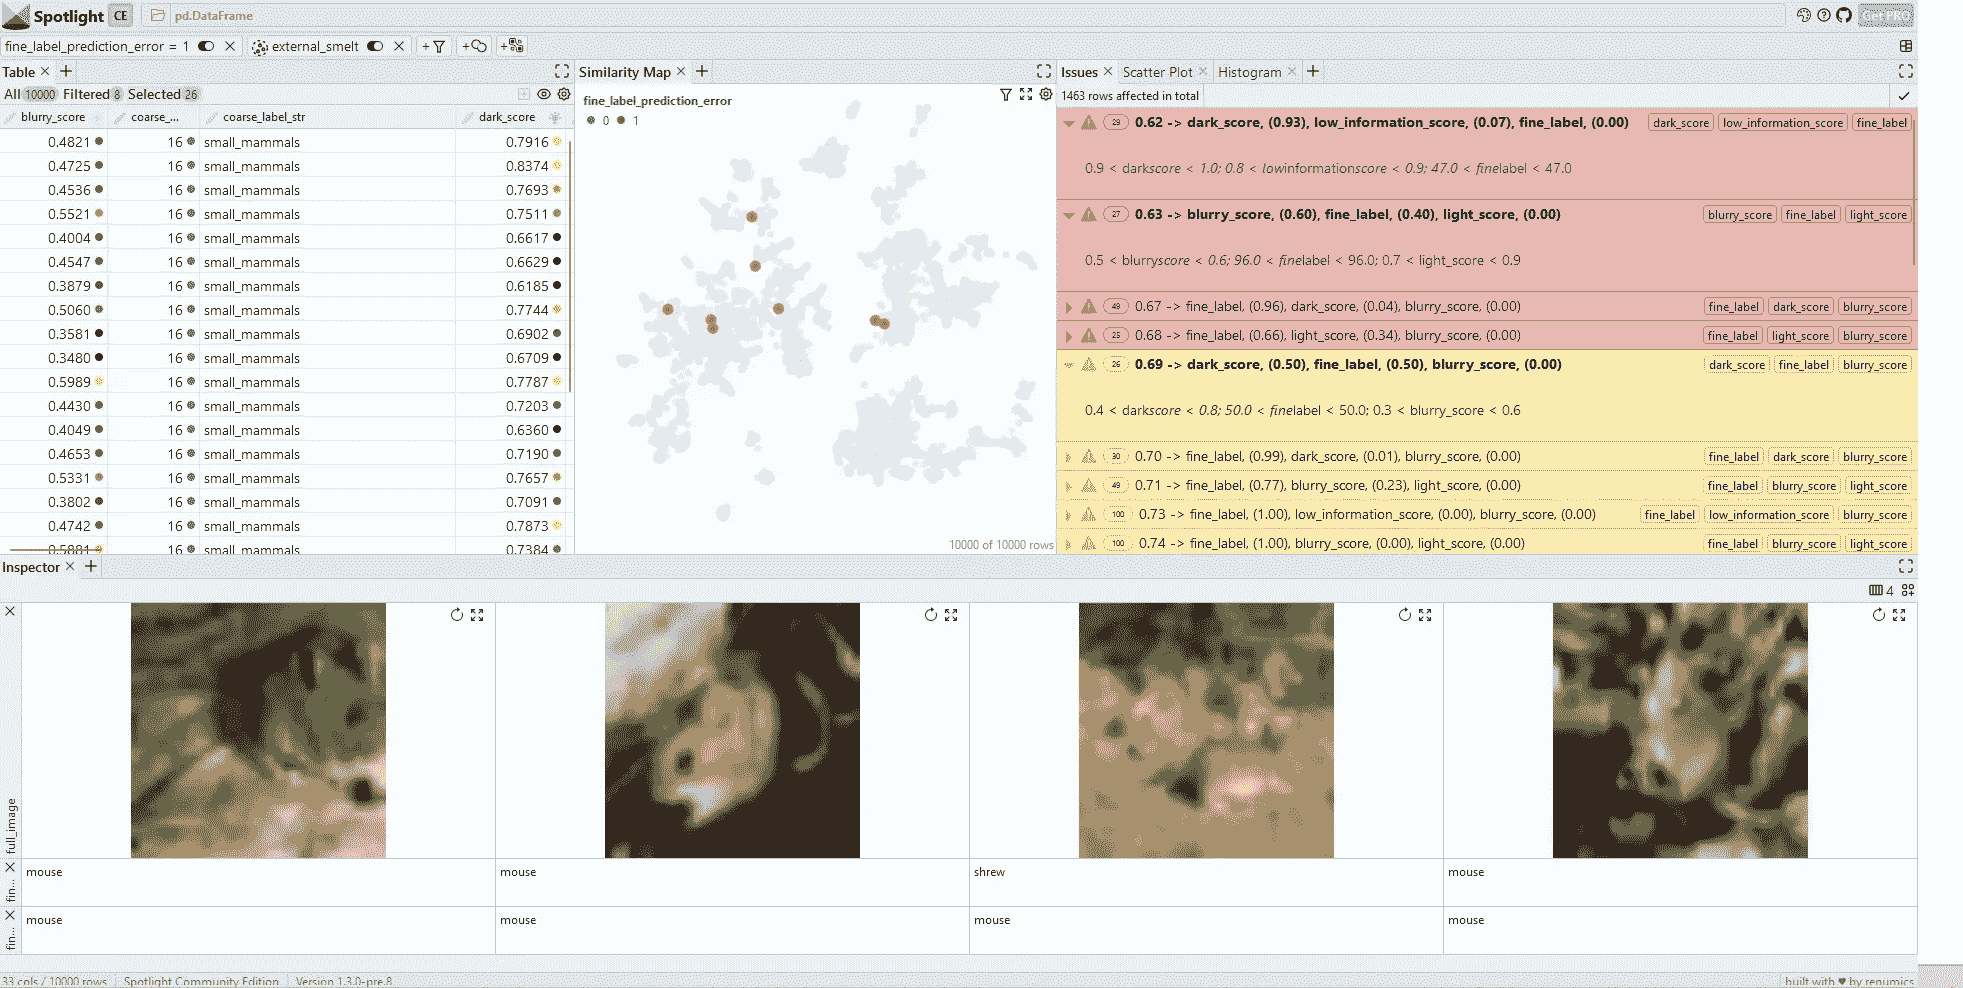 Spotlight CE pd.DataFrame Get PRO
fine_label_prediction_error = 1 external_smelt
Table
All 10000 Filtered 8 Selected 26
blurry_score coarse_... coarse_label_str dark_score
0.4821 16 small_mammals 0.7916
0.4725 16 small_mammals 0.8374
0.4536 16 small_mammals 0.7693
0.5521 16 small_mammals 0.7511
0.4004 16 small_mammals 0.6617
0.4547 16 small_mammals 0.6629
0.3879 16 small_mammals 0.6185
0.5060 16 small_mammals 0.7744
0.3581 16 small_mammals 0.6902
0.3480 16 small_mammals 0.6709
0.5989 16 small_mammals 0.7787
0.4430 16 small_mammals 0.7203
0.4049 16 small_mammals 0.6360
0.4653 16 small_mammals 0.7190
0.5331 16 small_mammals 0.7657
0.3802 16 small_mammals 0.7091
0.4742 16 small_mammals 0.7873
0.5881 16 small_mammals 0.7384
Similarity Map
fine_label_prediction_error
0 1
10000 of 10000 rows
Issues Scatter Plot Histogram
1463 rows affected in total
29 0.62 -> dark_score, (0.93), low_information_score, (0.07), fine_label, (0.00) dark_score low_information_score fine_label
0.9 < darkscore < 1.0; 0.8 < lowinformationscore < 0.9; 47.0 < finelabel < 47.0
27 0.63 -> blurry_score, (0.60), fine_label, (0.40), light_score, (0.00) blurry_score fine_label light_score
0.5 < blurryscore < 0.6; 96.0 < finelabel < 96.0; 0.7 < light_score < 0.9
49 0.67 -> fine_label, (0.96), dark_score, (0.04), blurry_score, (0.00) fine_label dark_score blurry_score
25 0.68 -> fine_label, (0.66), light_score, (0.34), blurry_score, (0.00) fine_label light_score blurry_score
26 0.69 -> dark_score, (0.50), fine_label, (0.50), blurry_score, (0.00) dark_score fine_label blurry_score
0.4 < darkscore < 0.8; 50.0 < finelabel < 50.0; 0.3 < blurry_score < 0.6
30 0.70 -> fine_label, (0.99), dark_score, (0.01), blurry_score, (0.00) fine_label dark_score blurry_score
49 0.71 -> fine_label, (0.77), blurry_score, (0.23), light_score, (0.00) fine_label blurry_score light_score
100 0.73 -> fine_label, (1.00), low_information_score, (0.00), blurry_score, (0.00) fine_label low_information_score blurry_score
100 0.74 -> fine_label, (1.00), blurry_score, (0.00), light_score, (0.00) fine_label blurry_score light_score
Inspector
4
full_image
fin... mouse mouse shrew mouse
fin... mouse mouse mouse mouse
33 cols / 10000 rows Spotlight Community Edition Version 1.3.0-pre.8 built with ♥ by renumics